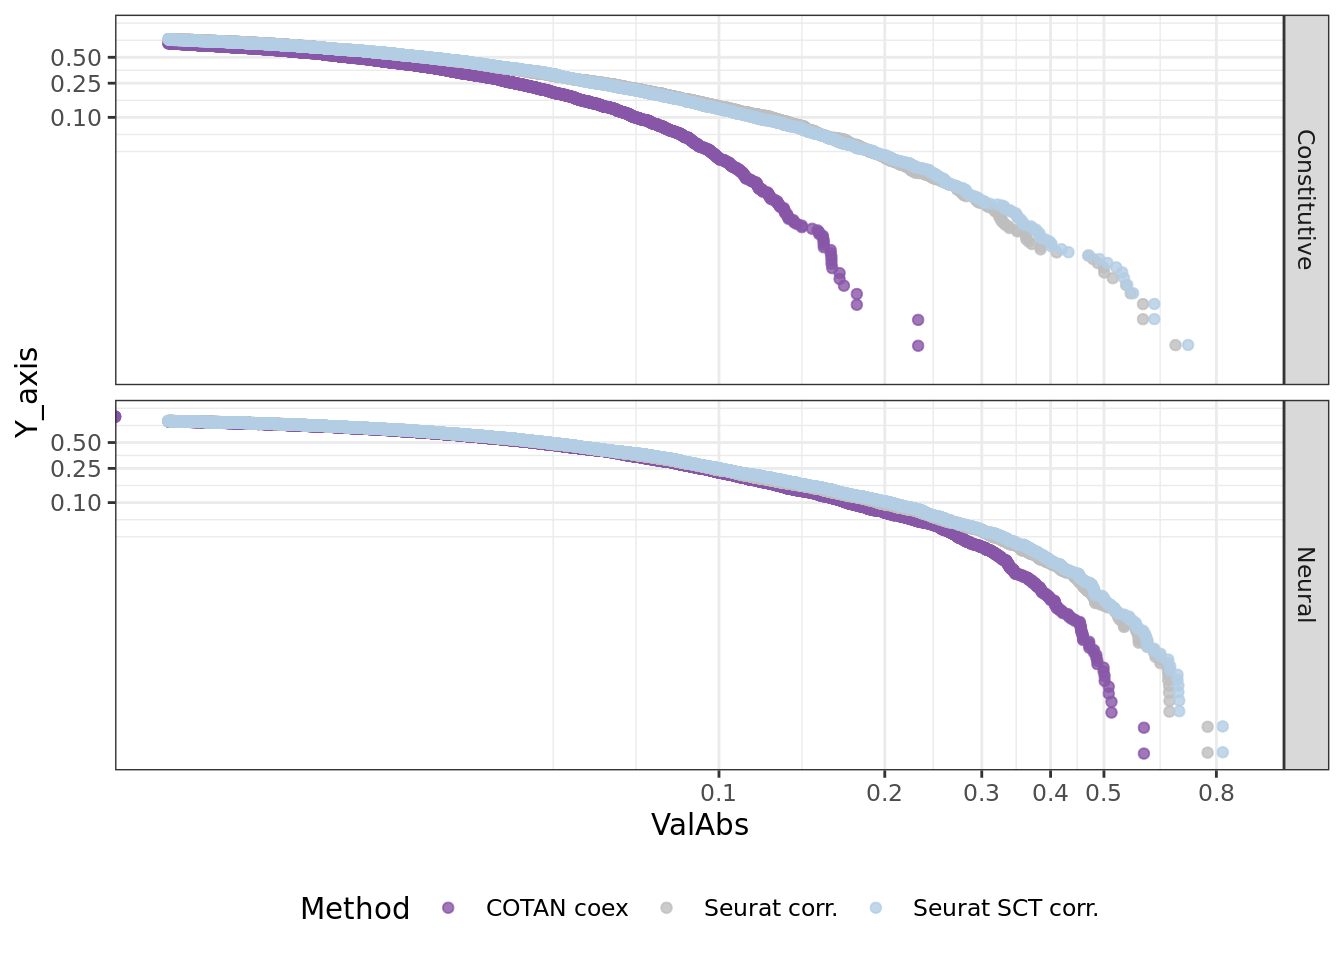 0.50
0.25
0.10
Constitutive
Y_axis
0.50
0.25
0.10
Neural
0.1 0.2 0.3 0.4 0.5 0.8
ValAbs
Method COTAN coex Seurat corr. Seurat SCT corr.